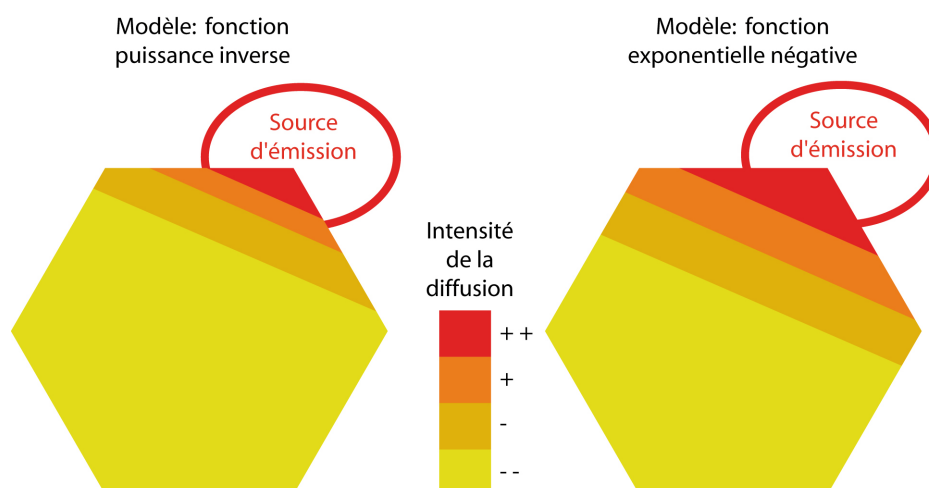 Modèle: fonction
puissance inverse
Modèle: fonction
exponentielle négative
Source
d'émission
Source
d'émission
Intensité
de la
diffusion
+ +
+
-
- -